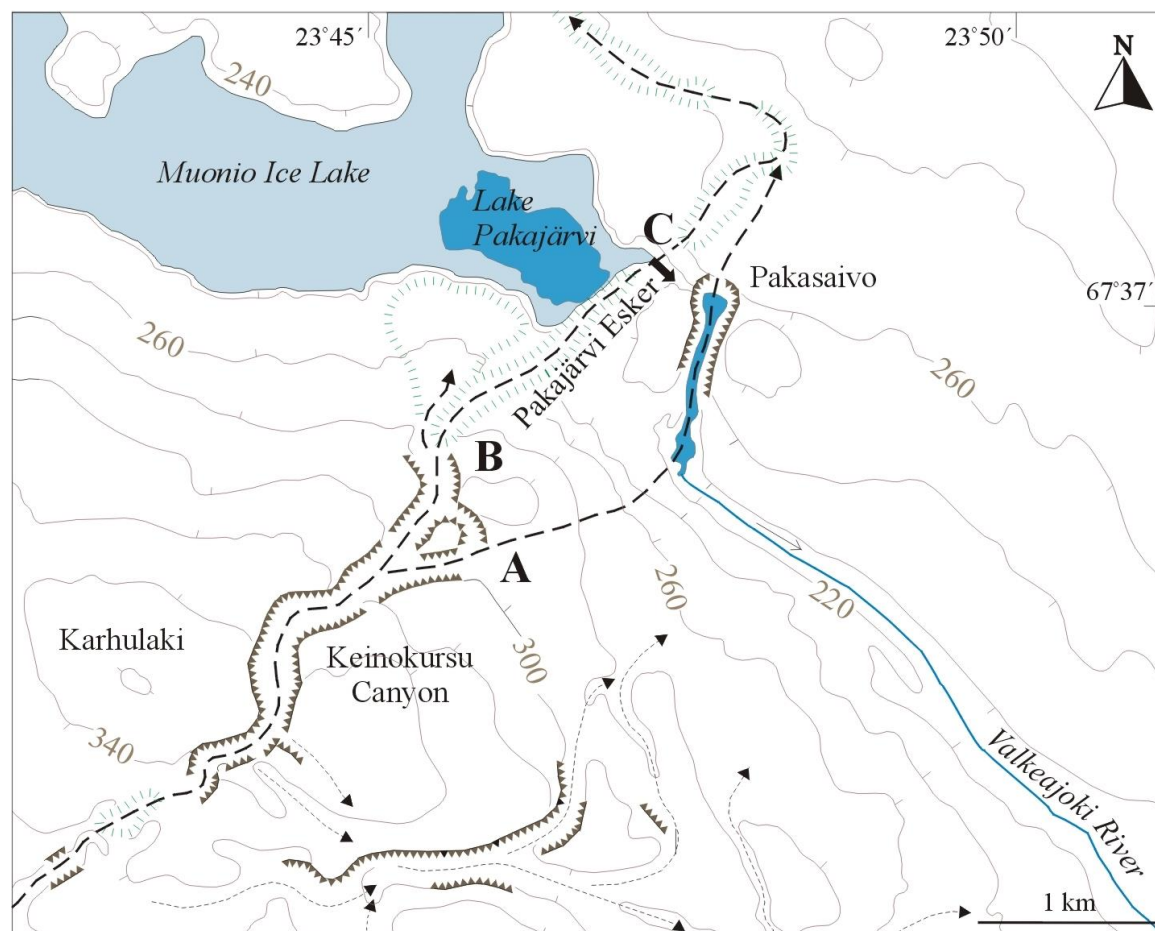 23°45´
23°50´
N
240
Muonio Ice Lake
Lake
Pakajärvi
C
Pakasaivo
67°37´
260
Pakajärvi Esker
260
B
A
260
220
Karhulaki
Keinokursu
Canyon
300
340
Valkeajoki River
1 km